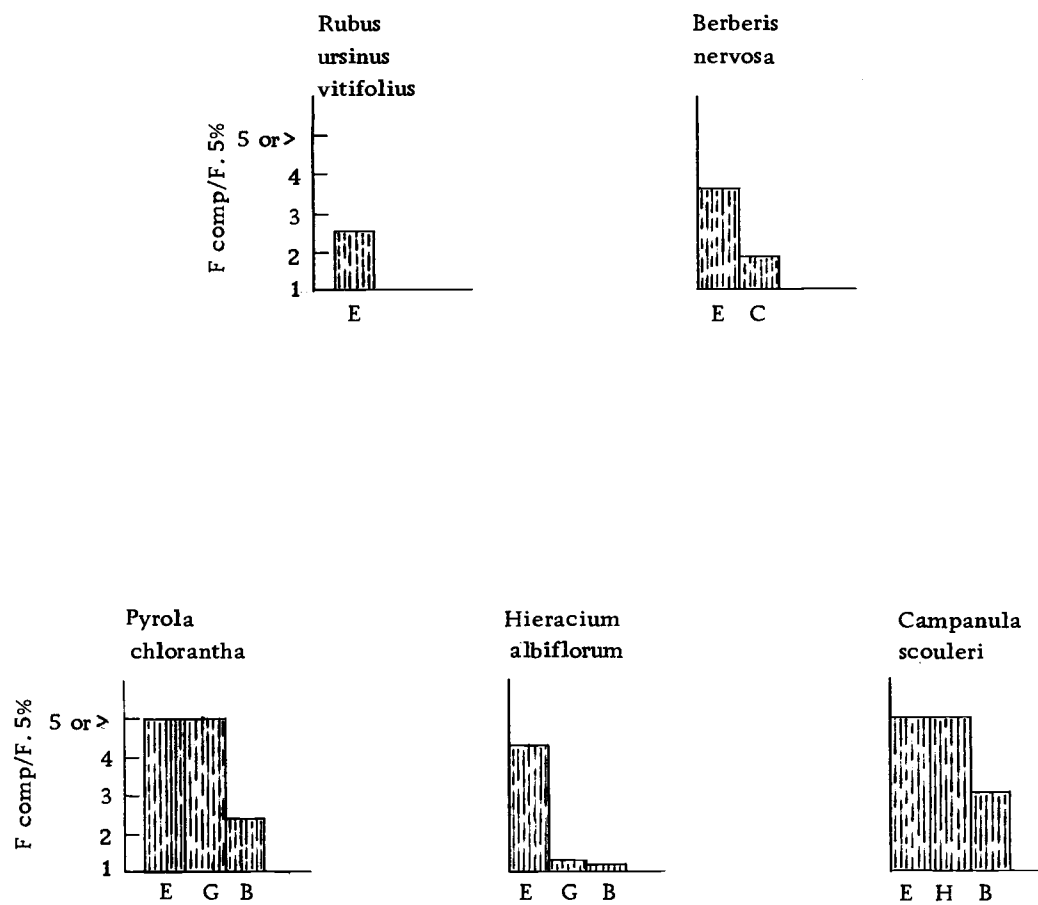 Rubus
ursinus
vitifolius
Berberis
nervosa
F comp/F. 5%
5 or >
4
3
2
1
E
E C
Pyrola
chlorantha
Hieracium
albiflorum
Campanula
scouleri
F comp/F. 5%
5 or >
4
3
2
1
E G B
E G B
E H B